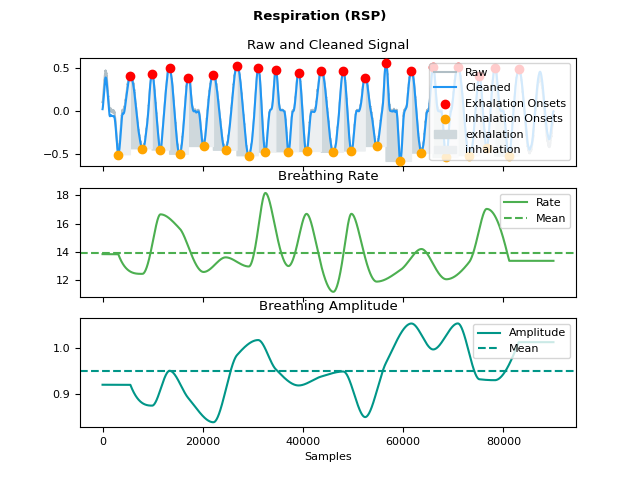 Respiration (RSP)
Raw and Cleaned Signal
0.5
0.0
−0.5
Raw
Cleaned
Exhalation Onsets
Inhalation Onsets
exhalation
inhalation
Breathing Rate
18
16
14
12
Rate
Mean
Breathing Amplitude
1.0
0.9
Amplitude
Mean
0
20000
40000
60000
80000
Samples